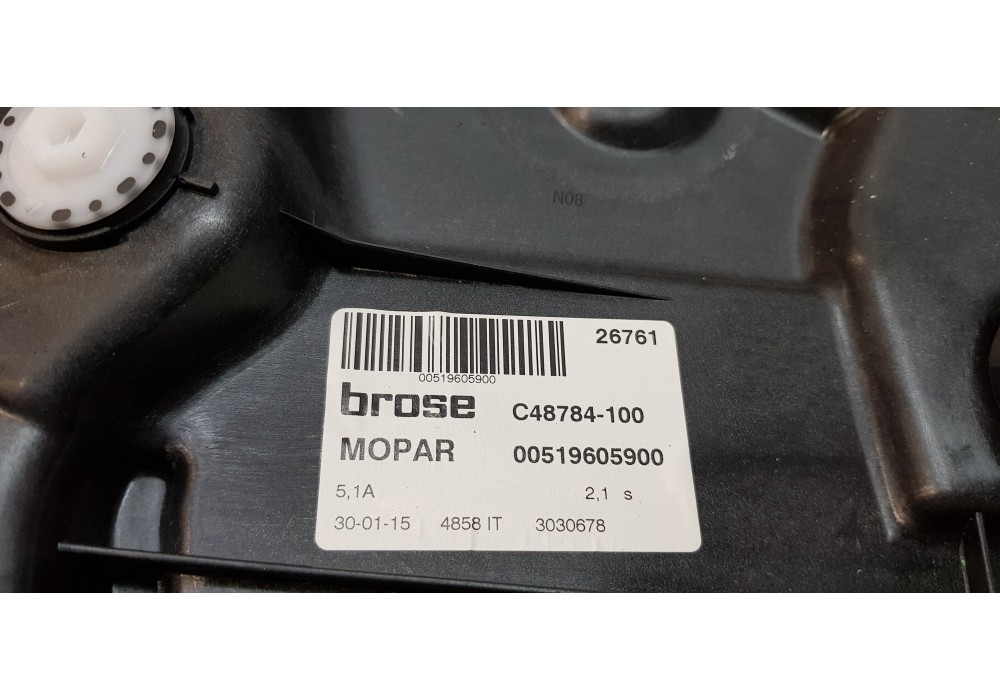 N08
26761
00519605900
brose C48784-100
MOPAR 00519605900
5,1A 2,1 s
30-01-15 4858 IT 3030678